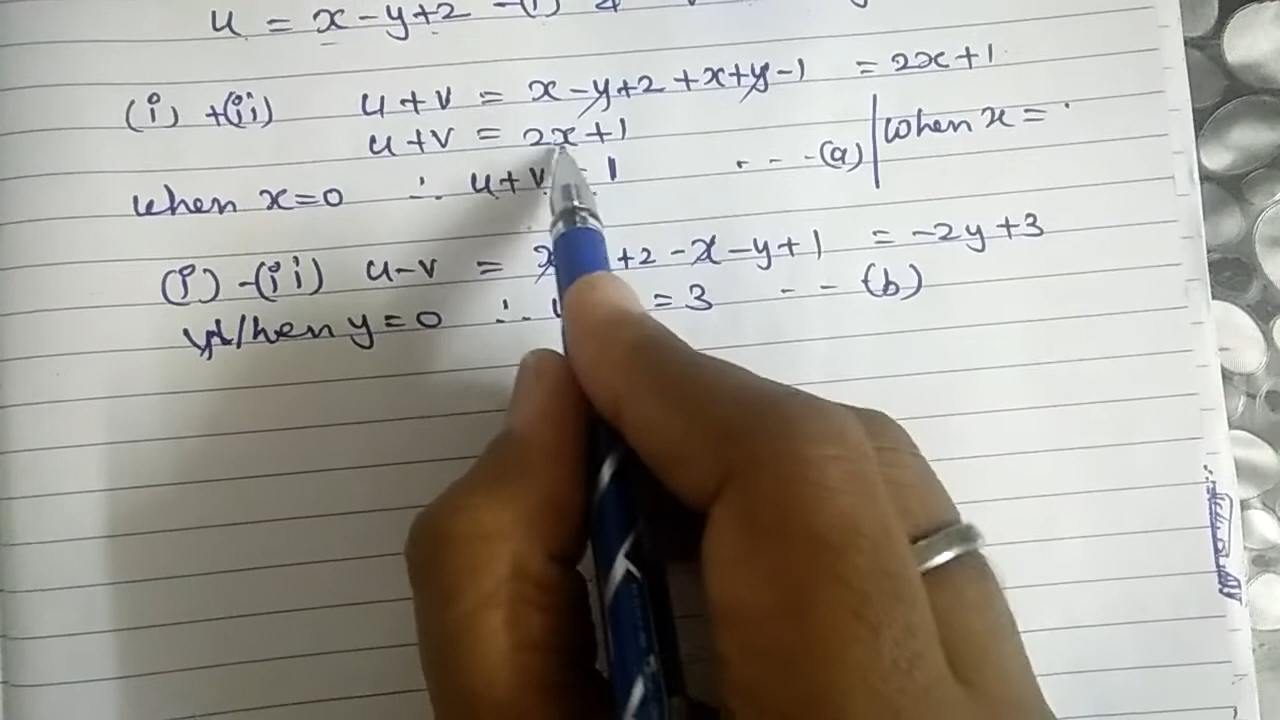 u = x-y+2 -(i)
(i) +(ii) u+v = x-y+2+x+y-1 = 2x+1
u+v = 2x+1
when x=0 ∴ u+v = 1 - - -(a) when x =
(i) -(ii) u-v = x +2-x-y+1 = -2y+3
when y=0 ∴ = 3 - - (b)